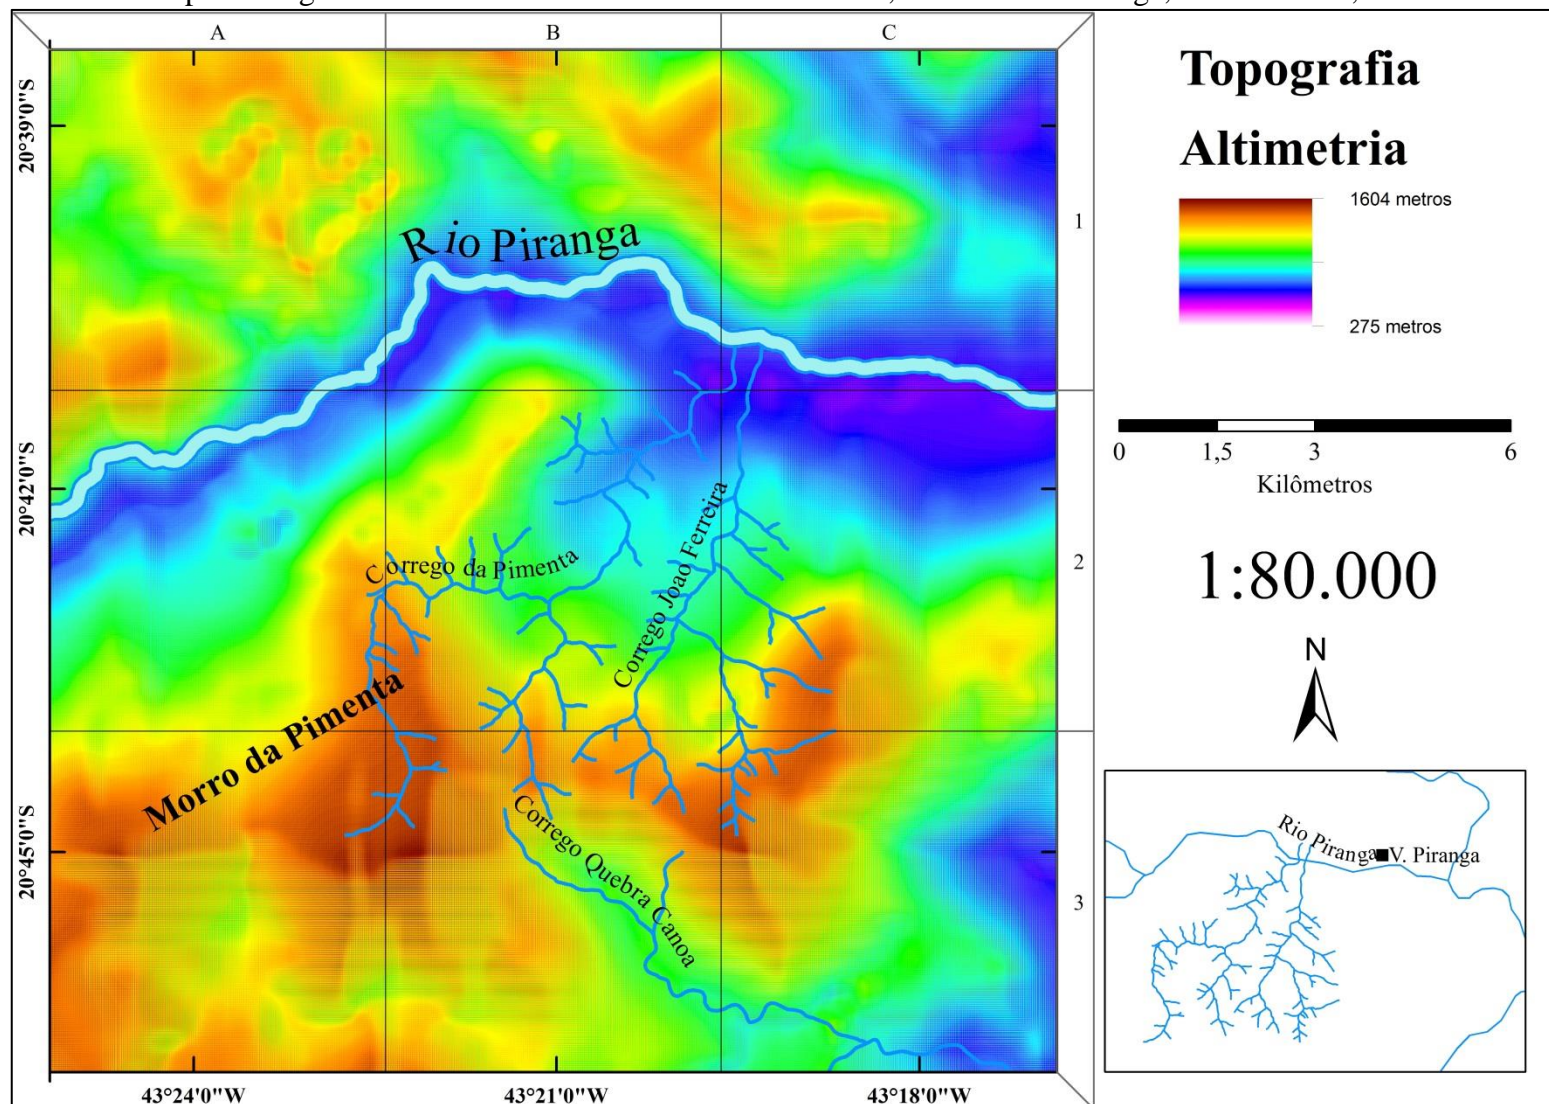 A
B
C
20°39'0"S
20°42'0"S
20°45'0"S
Rio Piranga
Corrego da Pimenta
Corrego Joao Ferreira
Morro da Pimenta
Corrego Quebra Canoa
43°24'0"W
43°21'0"W
43°18'0"W
1
2
3
Topografia
Altimetria
1604 metros
275 metros
0 1,5 3 6
Kilômetros
1:80.000
N
Rio Piranga
V. Piranga